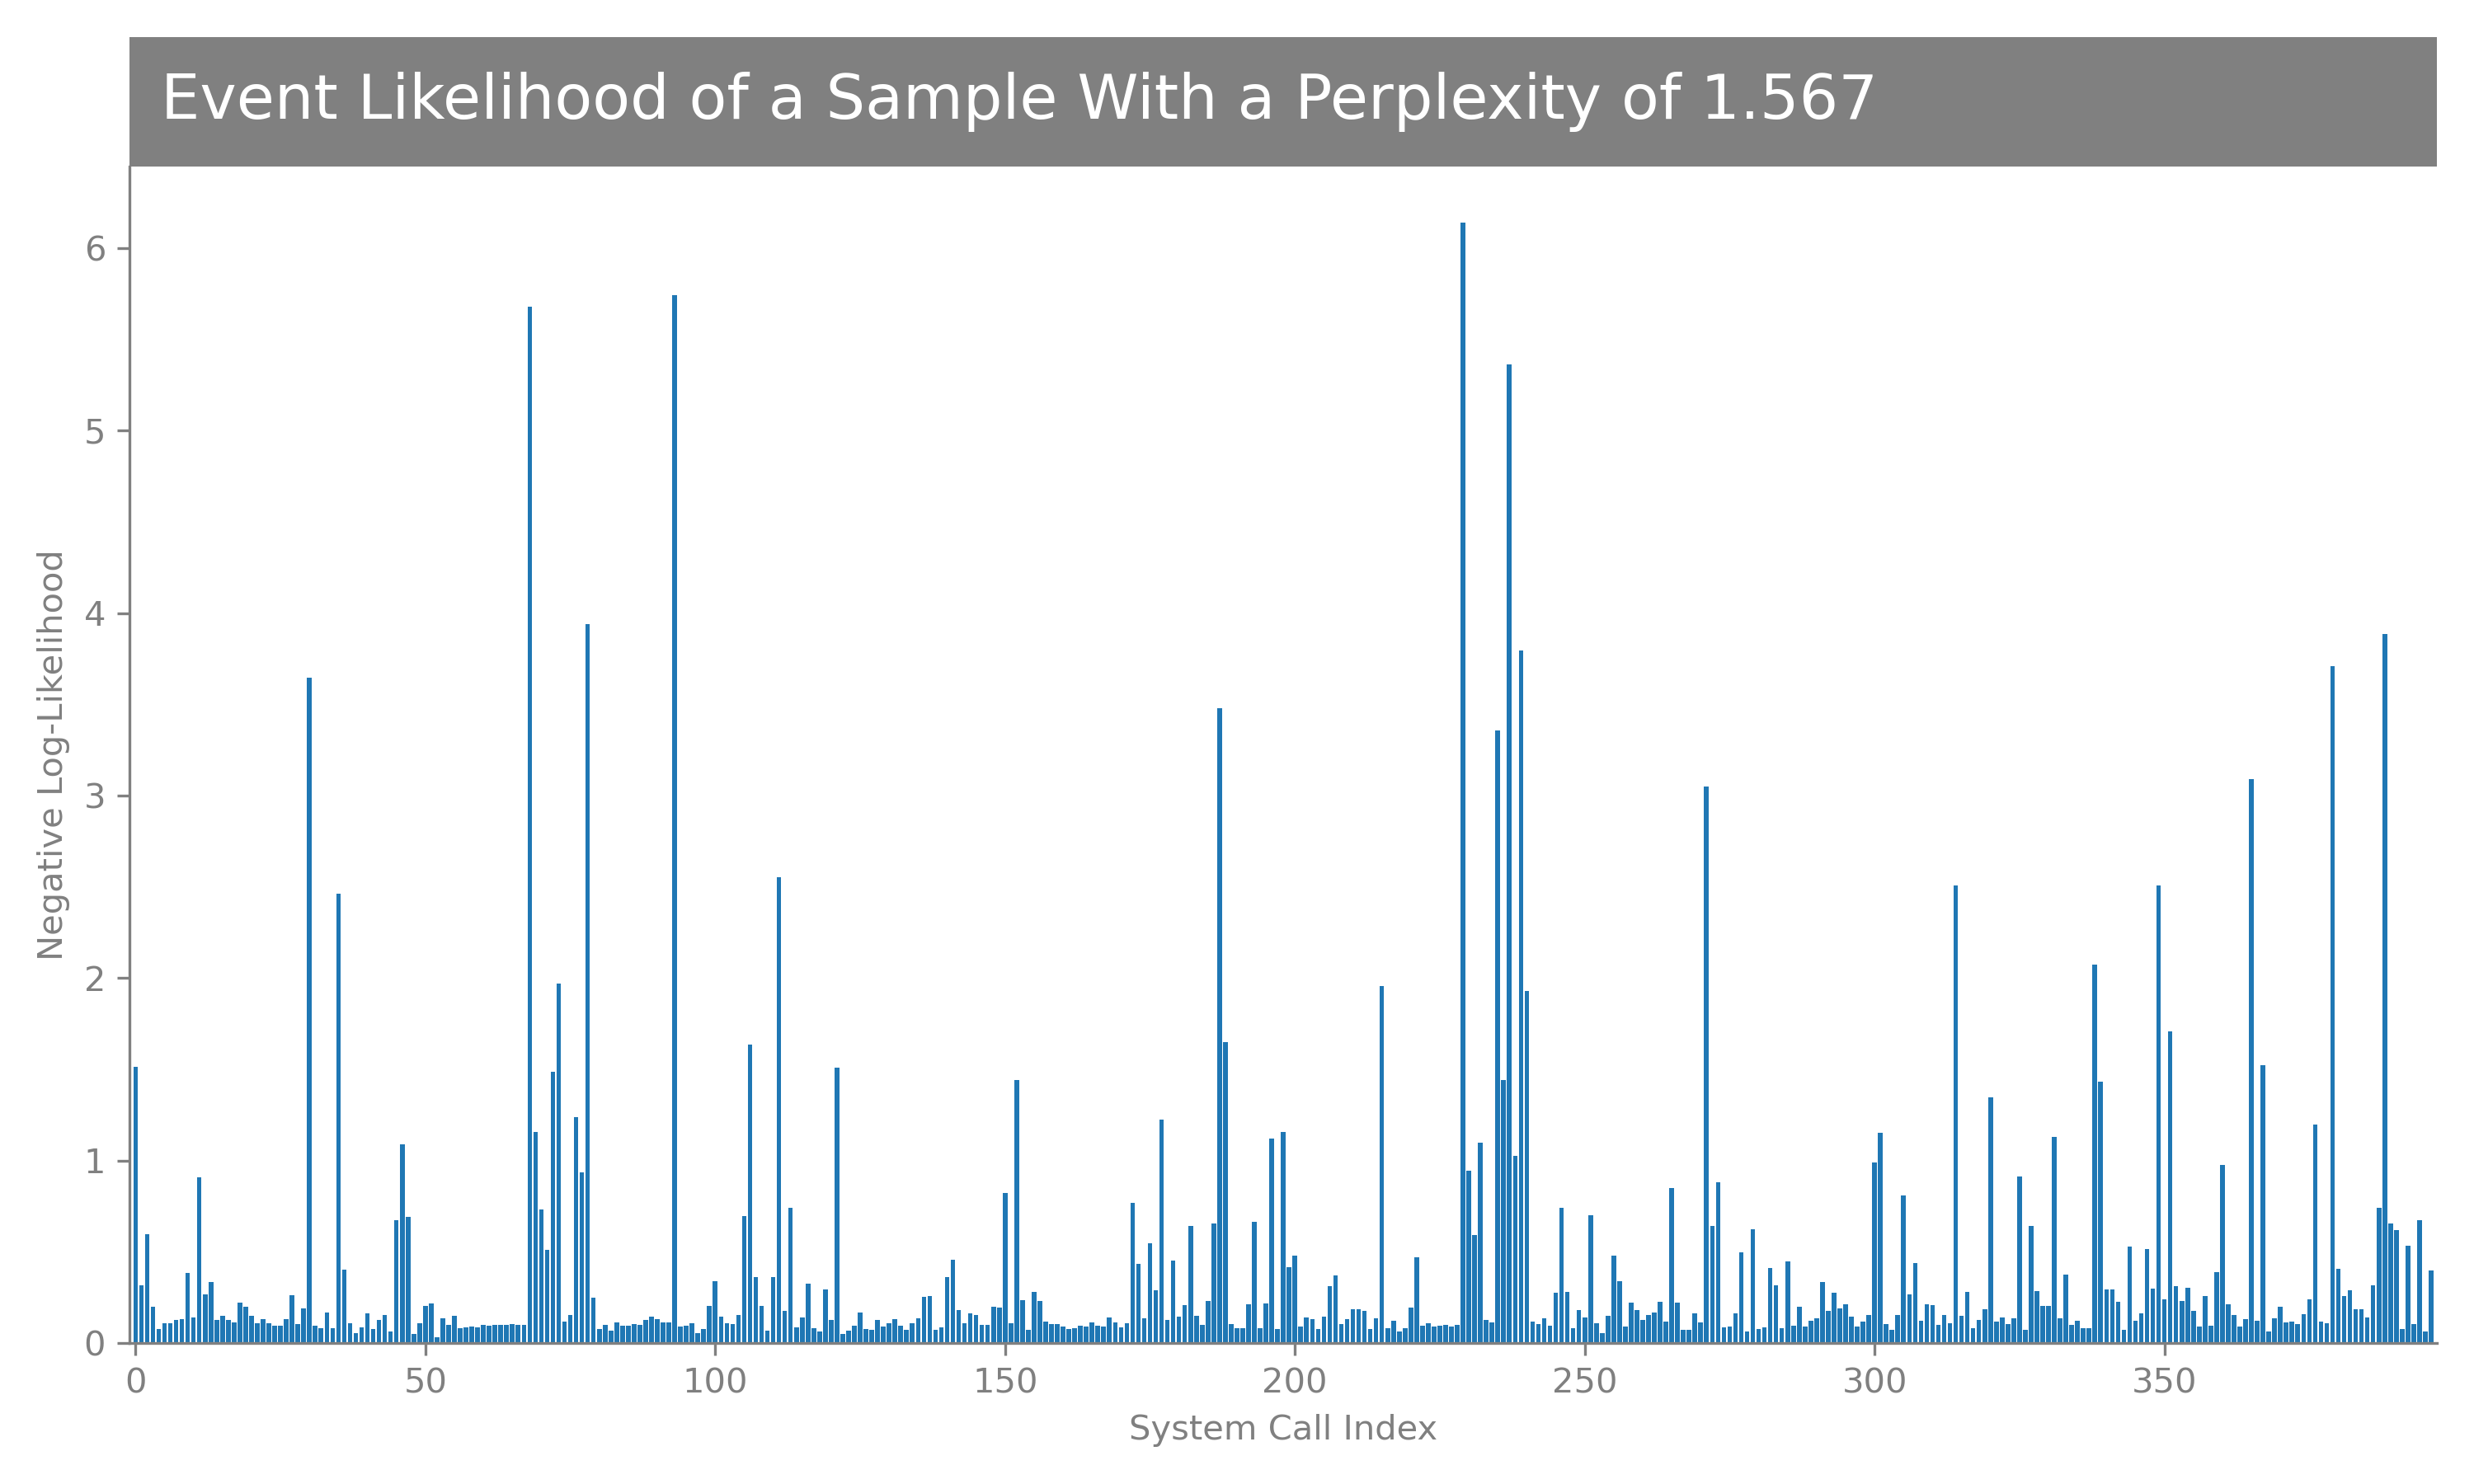 Event Likelihood of a Sample With a Perplexity of 1.567
6
5
4
3
2
1
0
Negative Log-Likelihood
0 50 100 150 200 250 300 350
System Call Index